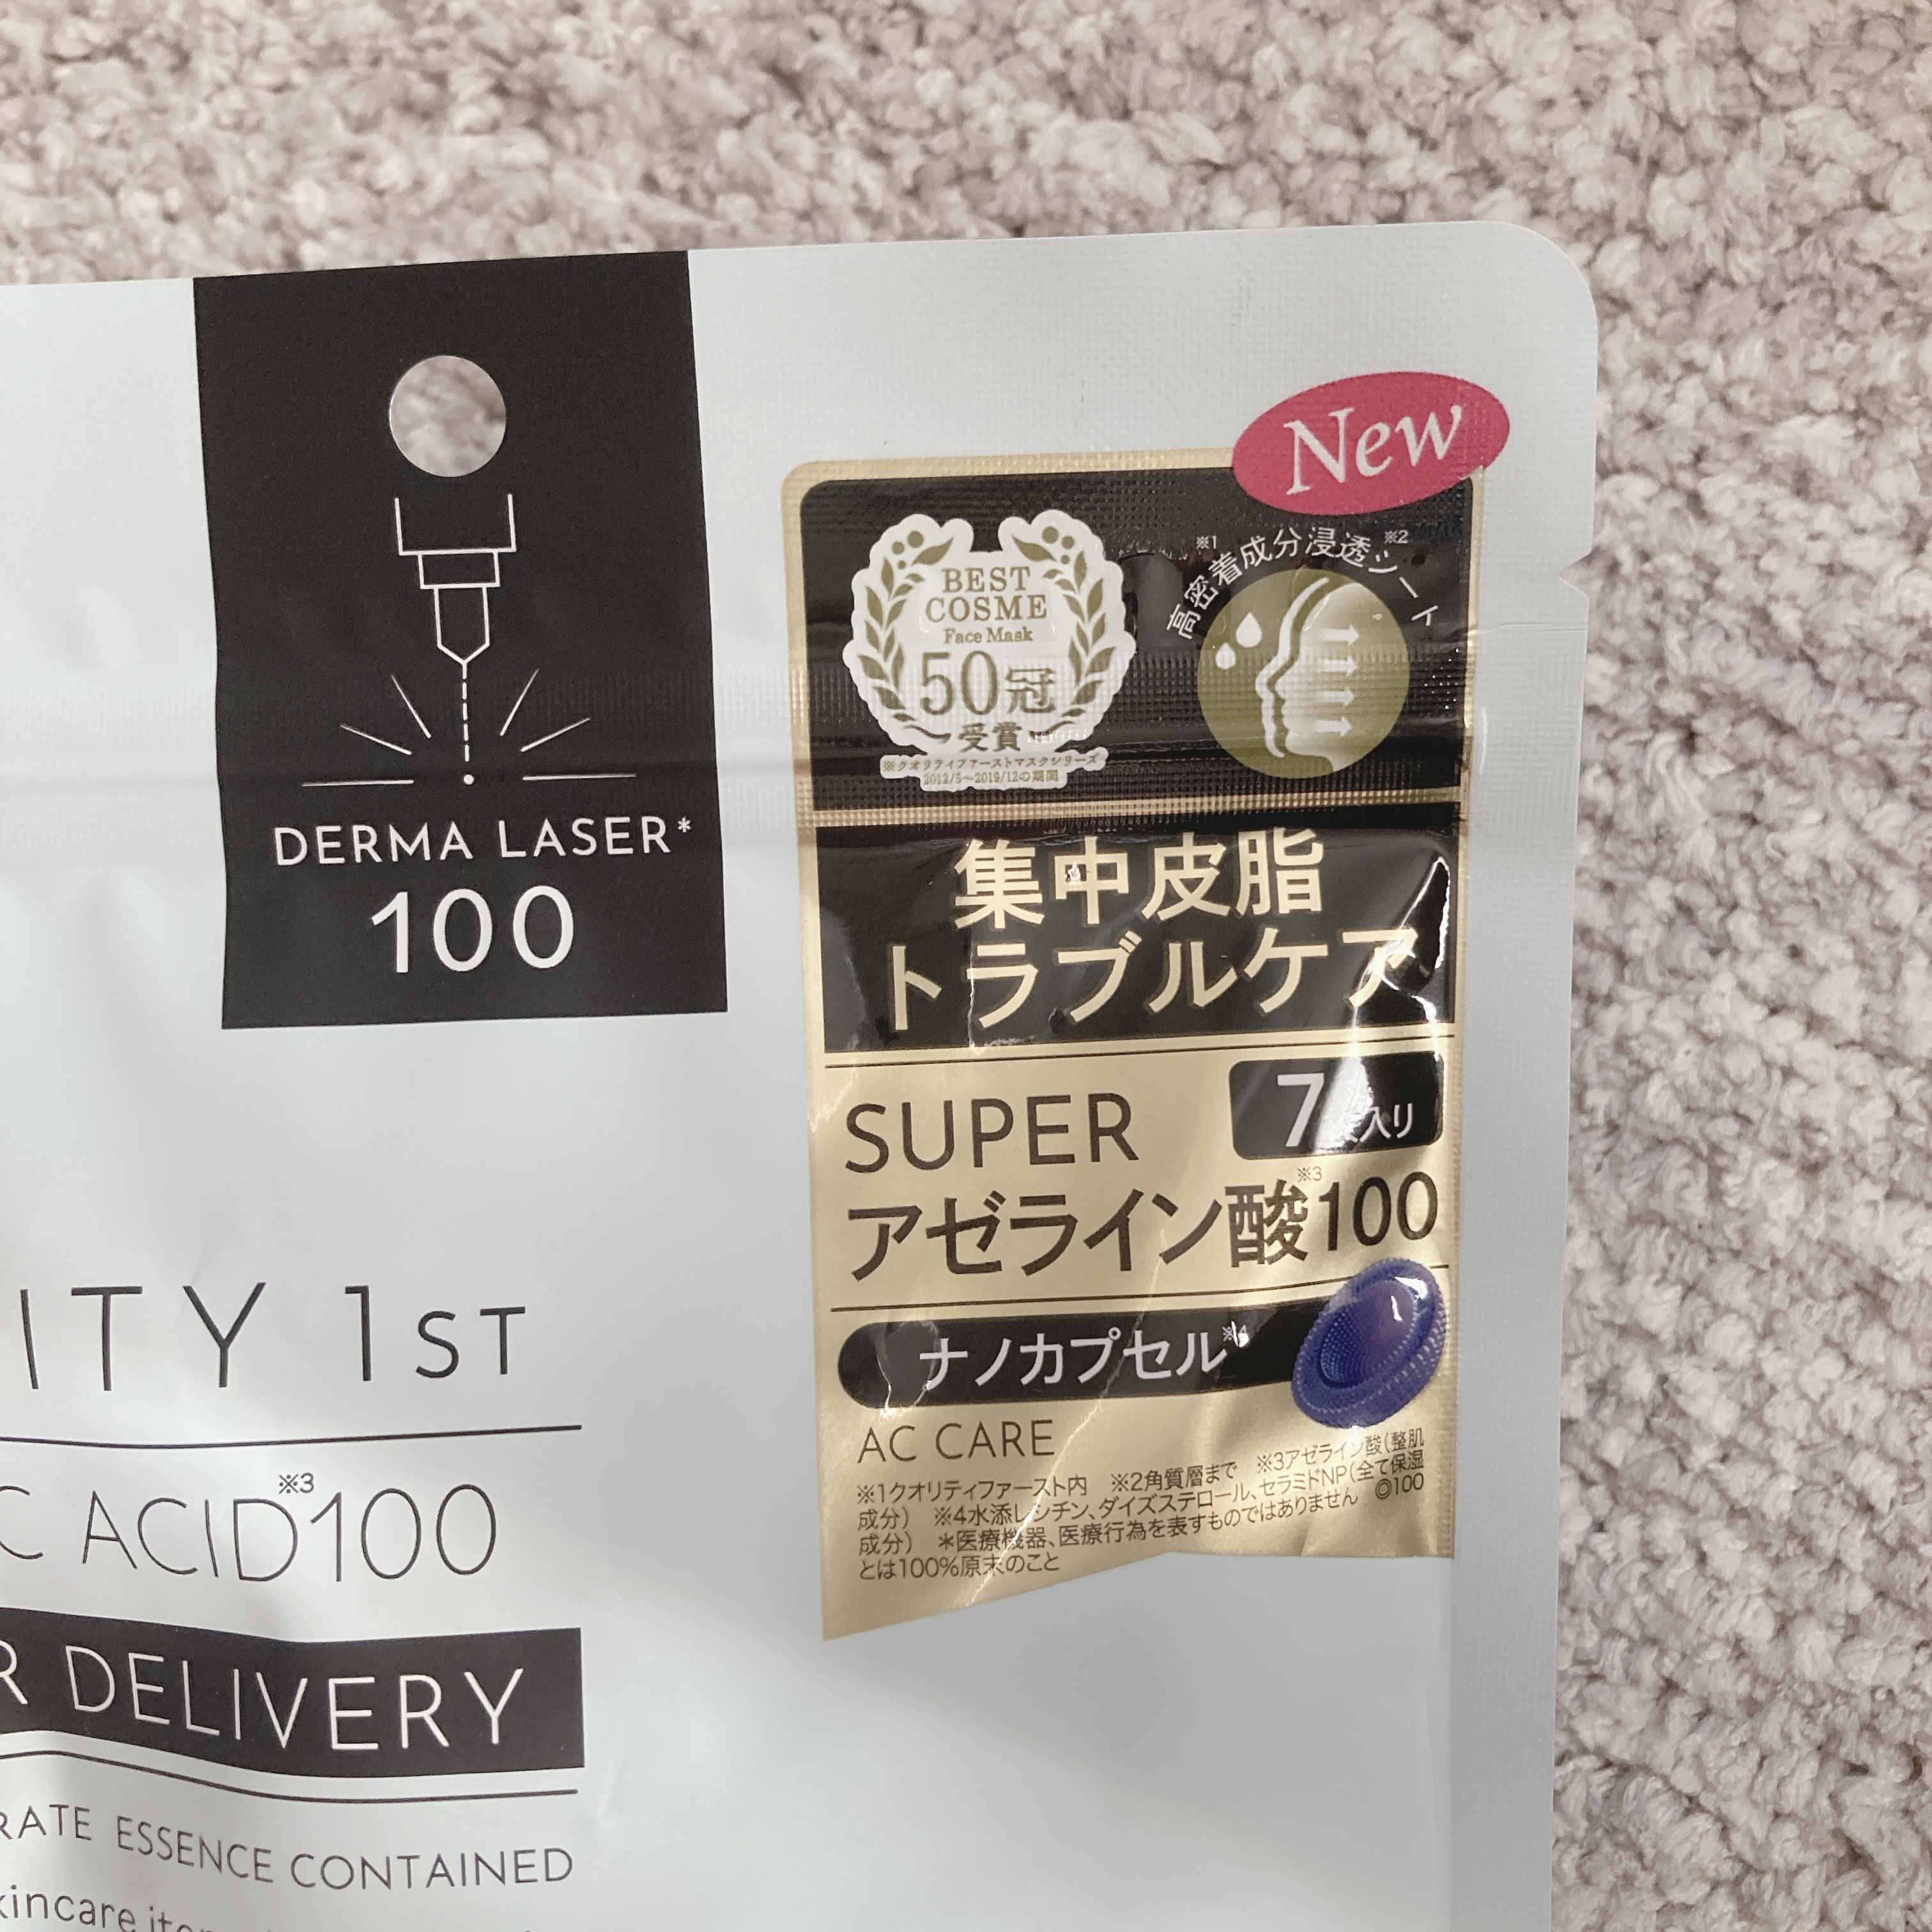 DERMA LASER*
100
New
※1 ※2
高密着成分浸透シート
BEST
COSME
Face Mask
50冠
受賞
※クオリティファーストマスクシリーズ
2012/5〜2019/12の期間
集中皮脂
トラブルケア
SUPER
7 入り
アゼライン酸※3100
ナノカプセル※4
AC CARE
※1クオリティファースト内 ※2角質層まで ※3アゼライン酸(整肌
成分) ※4水添レシチン、ダイズステロール、セラミドNP(全て保湿
成分) *医療機器、医療行為を表すものではありません ◎100
とは100%原末のこと
ITY 1ST
C ACID※3100
R DELIVERY
RATE ESSENCE CONTAINED
kincare